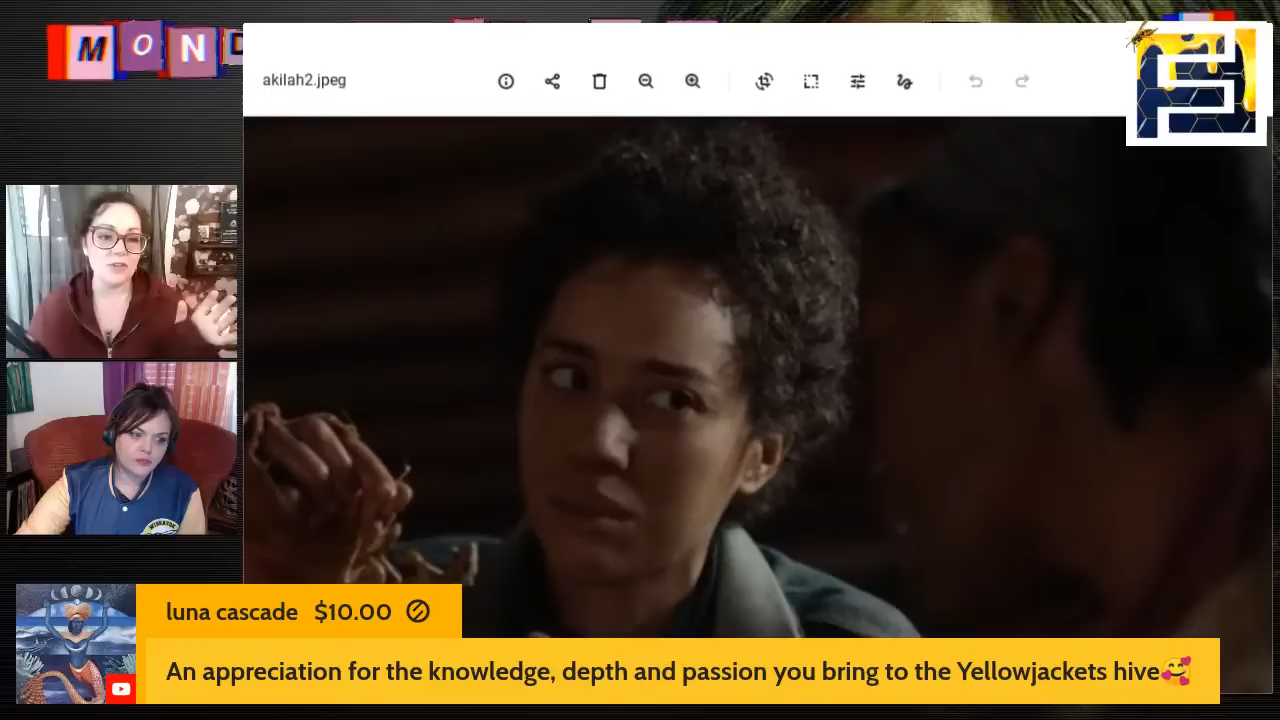 MOND
akilah2.jpeg
WISKAYOK
luna cascade $10.00
An appreciation for the knowledge, depth and passion you bring to the Yellowjackets hive🥰